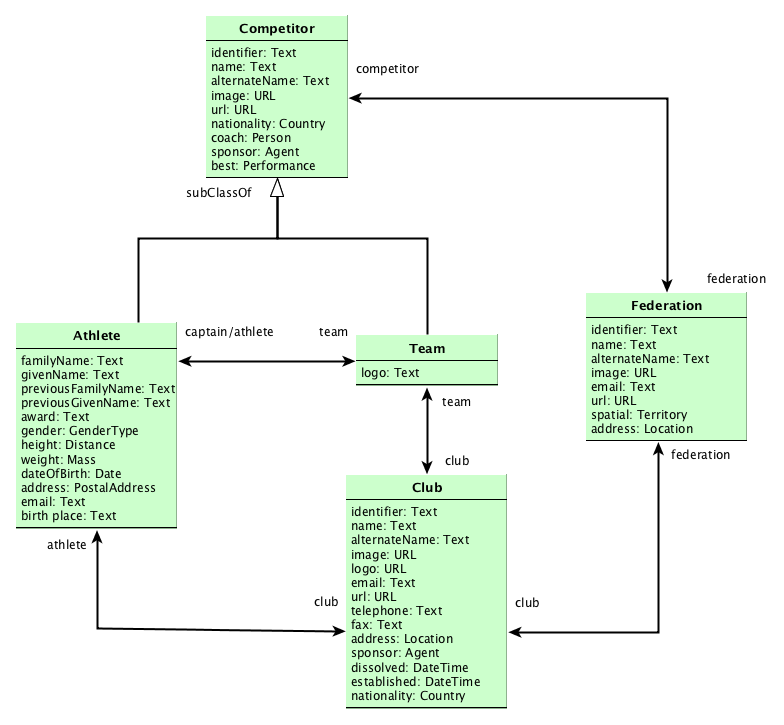 Competitor
identifier: Text
name: Text
alternateName: Text
image: URL
url: URL
nationality: Country
coach: Person
sponsor: Agent
best: Performance
competitor
subClassOf
federation
Federation
identifier: Text
name: Text
alternateName: Text
image: URL
email: Text
url: URL
spatial: Territory
address: Location
federation
captain/athlete
team
Athlete
familyName: Text
givenName: Text
previousFamilyName: Text
previousGivenName: Text
award: Text
gender: GenderType
height: Distance
weight: Mass
dateOfBirth: Date
address: PostalAddress
email: Text
birth place: Text
athlete
Team
logo: Text
team
club
Club
identifier: Text
name: Text
alternateName: Text
image: URL
logo: URL
email: Text
url: URL
telephone: Text
fax: Text
address: Location
sponsor: Agent
dissolved: DateTime
established: DateTime
nationality: Country
club
club